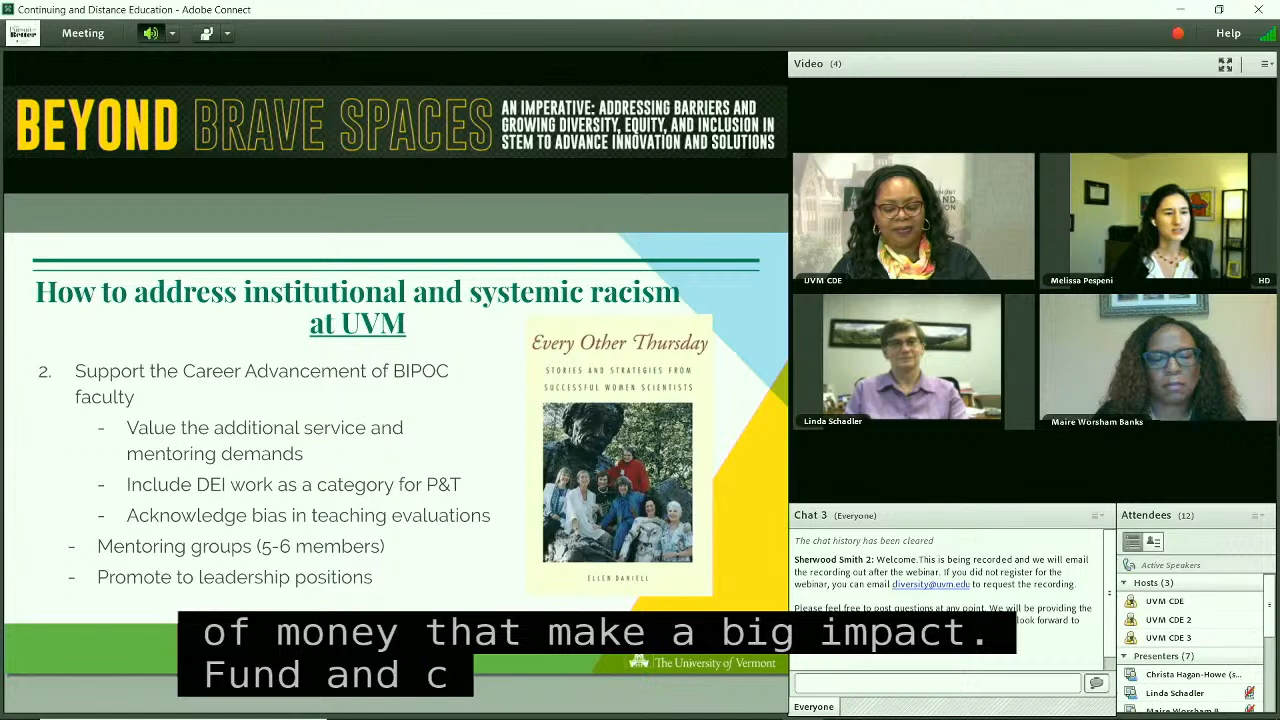 Continuing and Distance Education - Adobe Connect
Meeting
Help
BEYOND BRAVE SPACES
AN IMPERATIVE: ADDRESSING BARRIERS AND
GROWING DIVERSITY, EQUITY, AND INCLUSION IN
STEM TO ADVANCE INNOVATION AND SOLUTIONS
How to address institutional and systemic racism
at UVM
2. Support the Career Advancement of BIPOC
faculty
- Value the additional service and
mentoring demands
- Include DEI work as a category for P&T
- Acknowledge bias in teaching evaluations
- Mentoring groups (5-6 members)
- Promote to leadership positions
Every Other Thursday
STORIES AND STRATEGIES FROM
SUCCESSFUL WOMEN SCIENTISTS
ELLEN DANIELL
of money that make a big impact.
Fund and c
The University of Vermont
Video (4)
UVM CDE
Melissa Pespeni
HD
Linda Schadler
Maire Worsham Banks
Chat 3 (Everyone)
The chat history has been cleared
Sherwood Smith 2: Welcome.This is being recorded and we will email
the recording out after the webinar. If you did not register for the
webinar, you can email diversity@uvm.edu to request the recording.
Please feel free to post questions at any point. We will be providing the
look forward to
Everyone
Attendees (12)
Active Speakers
Hosts (3)
UVM CDE
UVM CDE 2
UVM CDE 3
Presenters (7)
Christa Hagan-Howe (s...
Linda Schadler
Maire Worsham B...